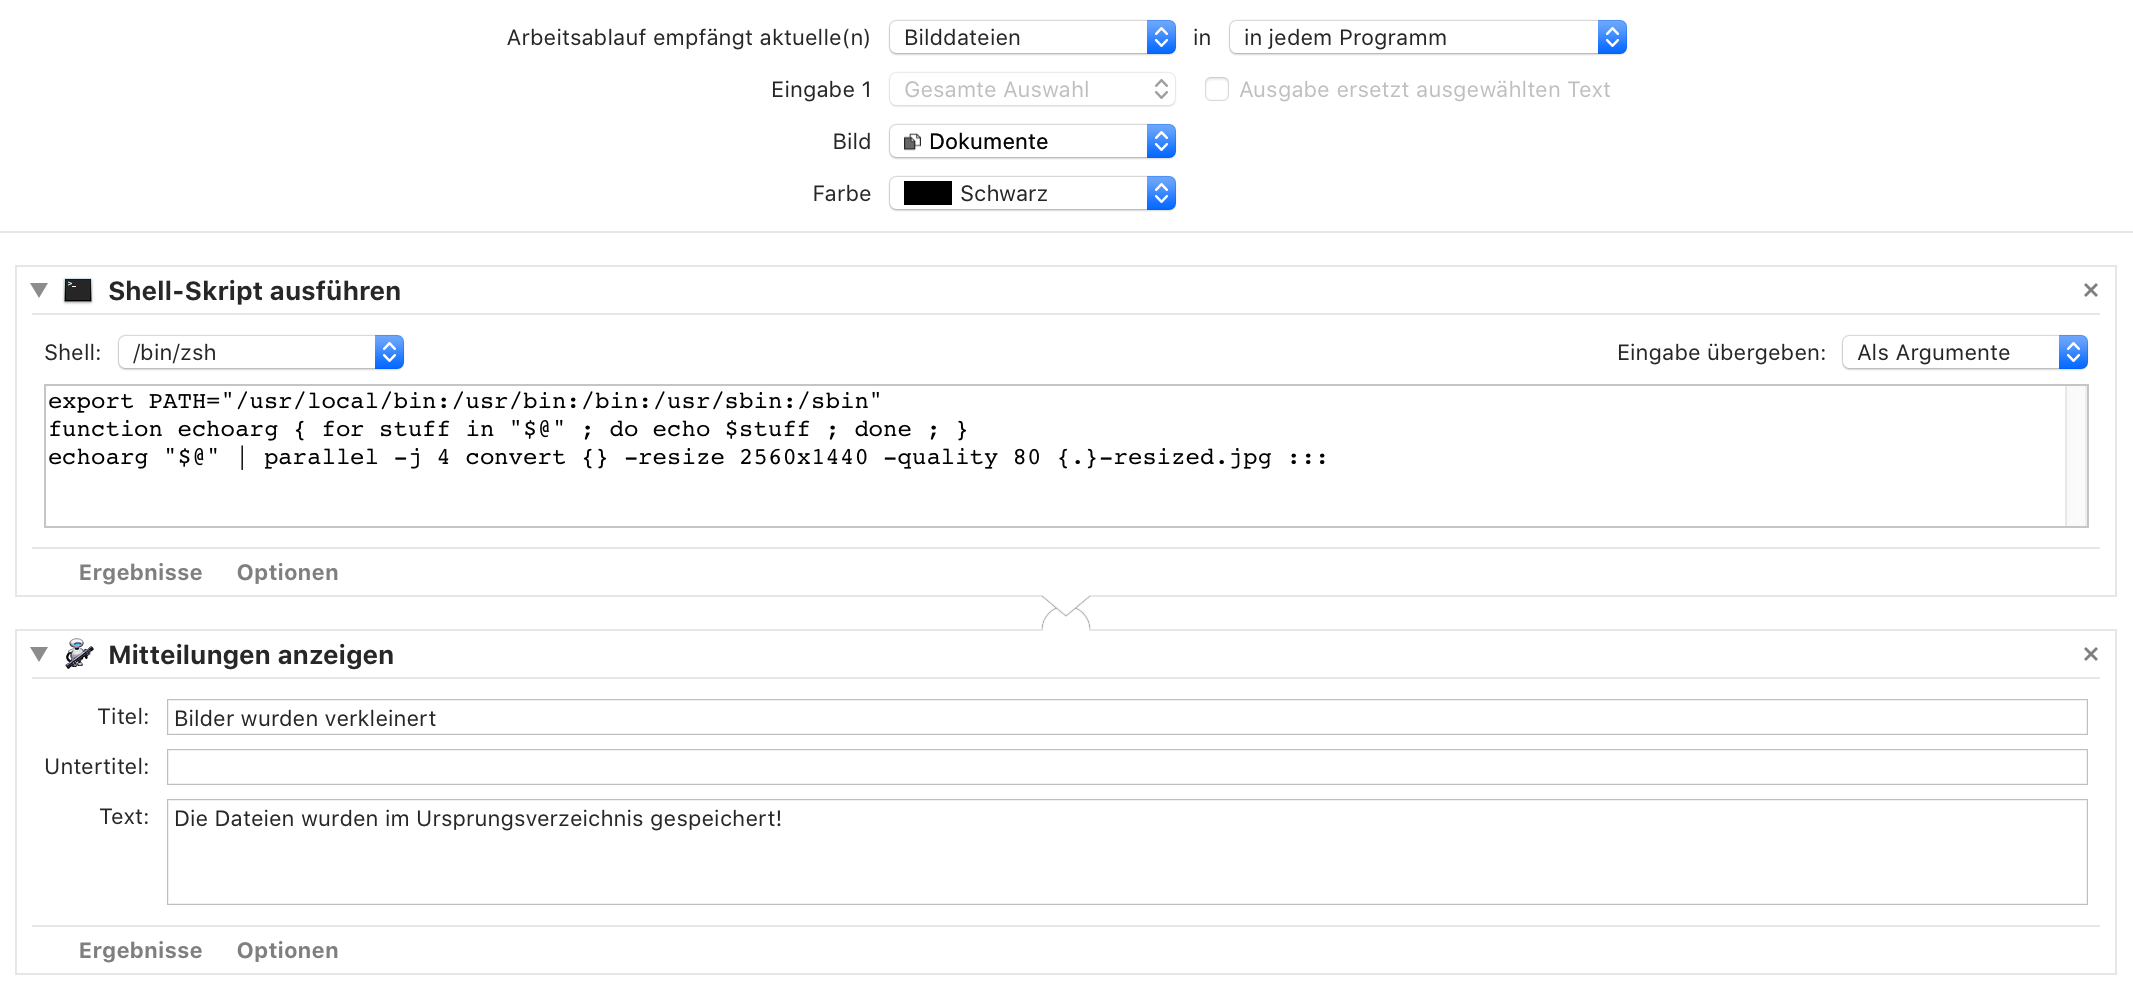 Arbeitsablauf empfängt aktuelle(n) Bilddateien in in jedem Programm
Eingabe 1 Gesamte Auswahl Ausgabe ersetzt ausgewählten Text
Bild Dokumente
Farbe Schwarz
Shell-Skript ausführen
Shell: /bin/zsh Eingabe übergeben: Als Argumente
export PATH="/usr/local/bin:/usr/bin:/bin:/usr/sbin:/sbin"
function echoarg { for stuff in "$@" ; do echo $stuff ; done ; }
echoarg "$@" | parallel -j 4 convert {} -resize 2560x1440 -quality 80 {.}-resized.jpg :::
Ergebnisse Optionen
Mitteilungen anzeigen
Titel: Bilder wurden verkleinert
Untertitel:
Text: Die Dateien wurden im Ursprungsverzeichnis gespeichert!
Ergebnisse Optionen